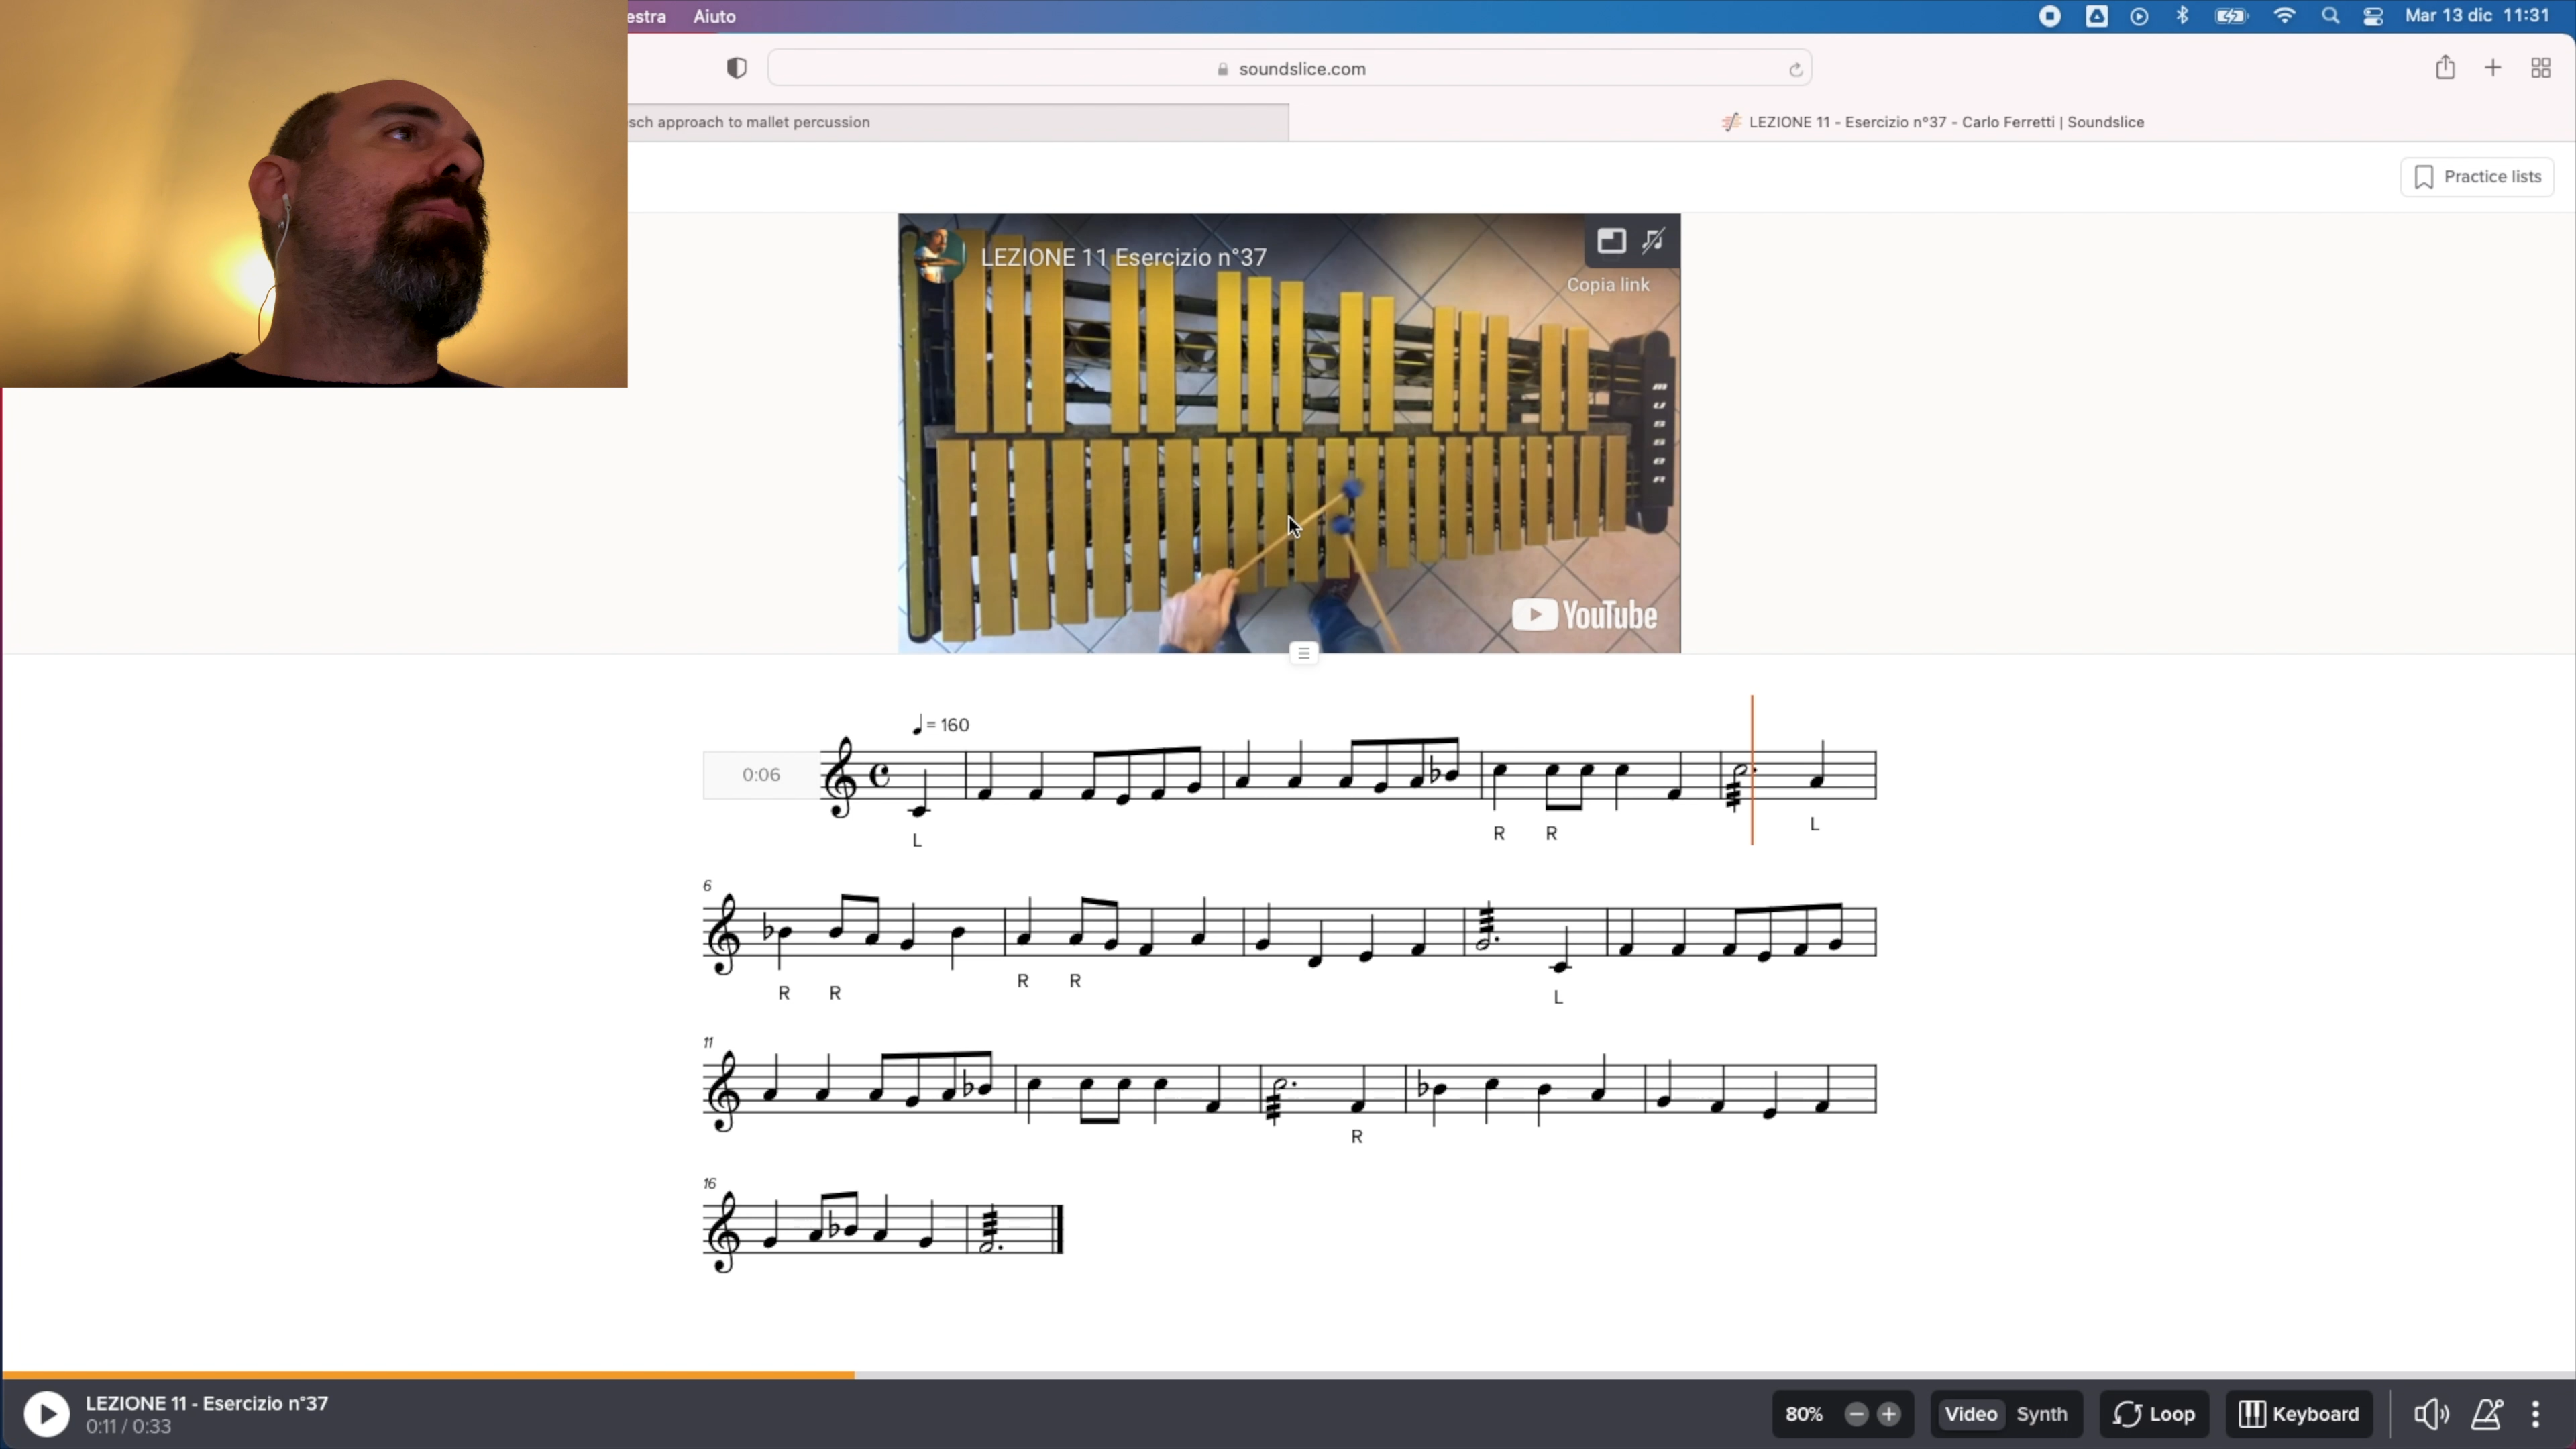 estra Aiuto Mar 13 dic 11:31
soundslice.com
sch approach to mallet percussion LEZIONE 11 - Esercizio n°37 - Carlo Ferretti | Soundslice
Practice lists
LEZIONE 11 Esercizio n°37
Copia link
musser
YouTube
= 160
0:06
L R R L
6
R R R R L
11
R
16
LEZIONE 11 - Esercizio n°37
0:11 / 0:33
80% Video Synth Loop Keyboard